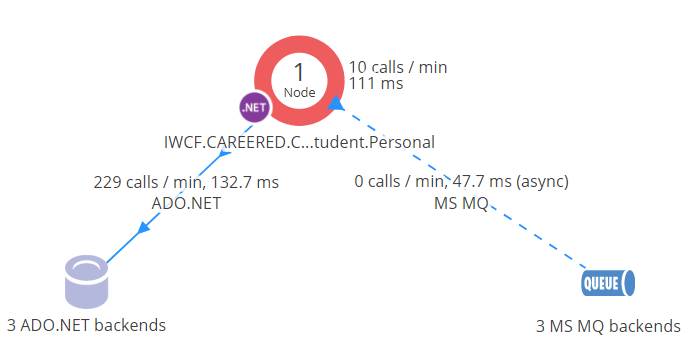 1
Node
.NET
10 calls / min
111 ms
IWCF.CAREERED.C...tudent.Personal
229 calls / min, 132.7 ms
ADO.NET
0 calls / min, 47.7 ms (async)
MS MQ
QUEUE
3 ADO.NET backends
3 MS MQ backends